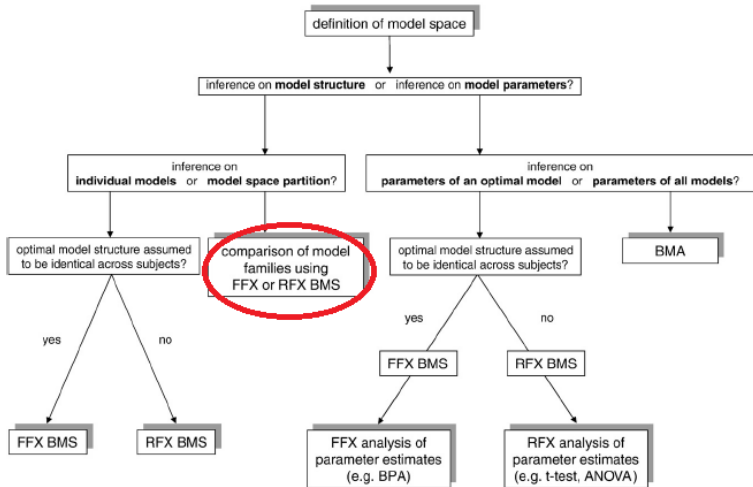 definition of model space
inference on model structure or inference on model parameters?
inference on
individual models or model space partition?
inference on
parameters of an optimal model or parameters of all models?
optimal model structure assumed
to be identical across subjects?
comparison of model
families using
FFX or RFX BMS
optimal model structure assumed
to be identical across subjects?
BMA
yes
no
yes
no
FFX BMS
RFX BMS
FFX BMS
RFX BMS
FFX analysis of
parameter estimates
(e.g. BPA)
RFX analysis of
parameter estimates
(e.g. t-test, ANOVA)